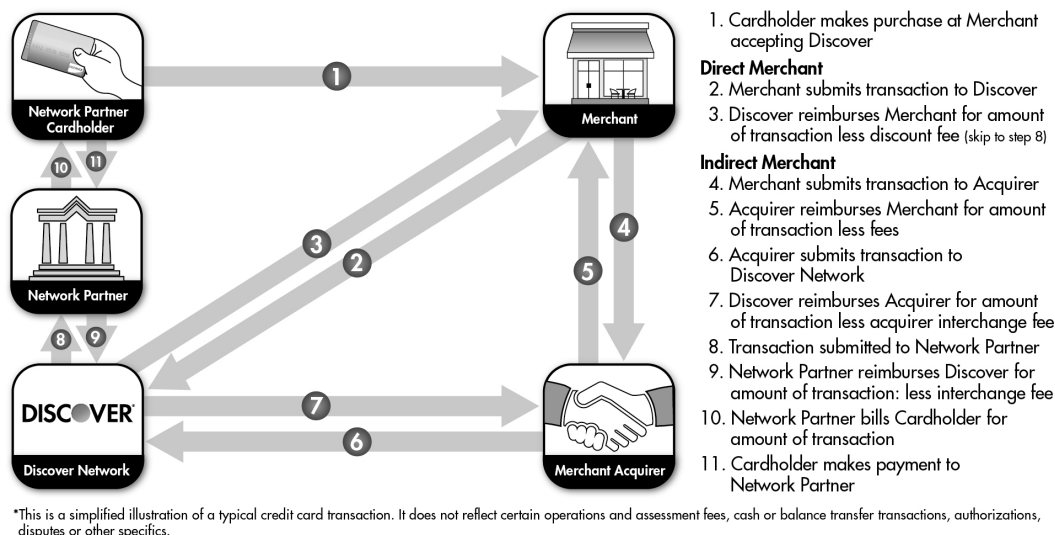 1
Network Partner
Cardholder
Merchant
10
11
Network Partner
3
2
4
5
8
9
DISCOVER®
Discover Network
7
6
Merchant Acquirer
1. Cardholder makes purchase at Merchant
accepting Discover
Direct Merchant
2. Merchant submits transaction to Discover
3. Discover reimburses Merchant for amount
of transaction less discount fee (skip to step 8)
Indirect Merchant
4. Merchant submits transaction to Acquirer
5. Acquirer reimburses Merchant for amount
of transaction less fees
6. Acquirer submits transaction to
Discover Network
7. Discover reimburses Acquirer for amount
of transaction less acquirer interchange fee
8. Transaction submitted to Network Partner
9. Network Partner reimburses Discover for
amount of transaction: less interchange fee
10. Network Partner bills Cardholder for
amount of transaction
11. Cardholder makes payment to
Network Partner
*This is a simplified illustration of a typical credit card transaction. It does not reflect certain operations and assessment fees, cash or balance transfer transactions, authorizations,
disputes or other specifics.